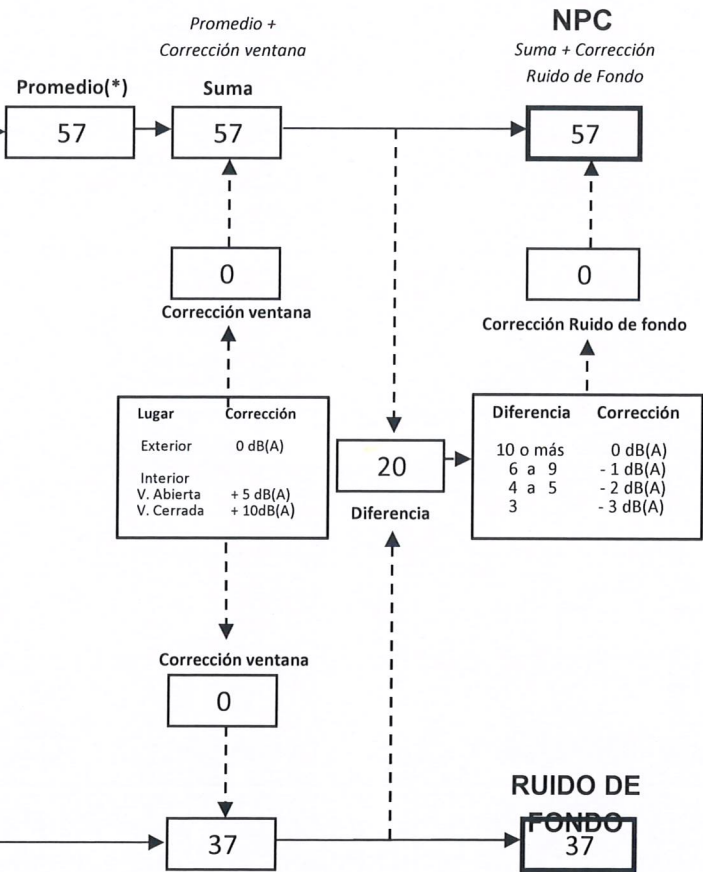 Promedio +
Corrección ventana
NPC
Suma + Corrección
Ruido de Fondo
Promedio(*)
Suma
57
57
57
0
Corrección ventana
0
Corrección Ruido de fondo
Lugar Corrección
Exterior 0 dB(A)
Interior
V. Abierta + 5 dB(A)
V. Cerrada + 10dB(A)
20
Diferencia
Diferencia Corrección
10 o más 0 dB(A)
6 a 9 - 1 dB(A)
4 a 5 - 2 dB(A)
3 - 3 dB(A)
Corrección ventana
0
37
RUIDO DE
FONDO
37